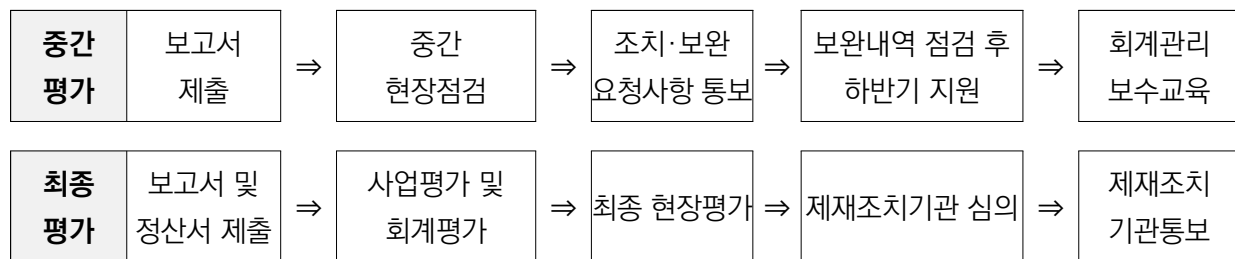 중간
평가
보고서
제출
⇒
중간
현장점검
⇒
조치·보완
요청사항 통보
⇒
보완내역 점검 후
하반기 지원
⇒
회계관리
보수교육
최종
평가
보고서 및
정산서 제출
⇒
사업평가 및
회계평가
⇒
최종 현장평가
⇒
제재조치기관 심의
⇒
제재조치
기관통보